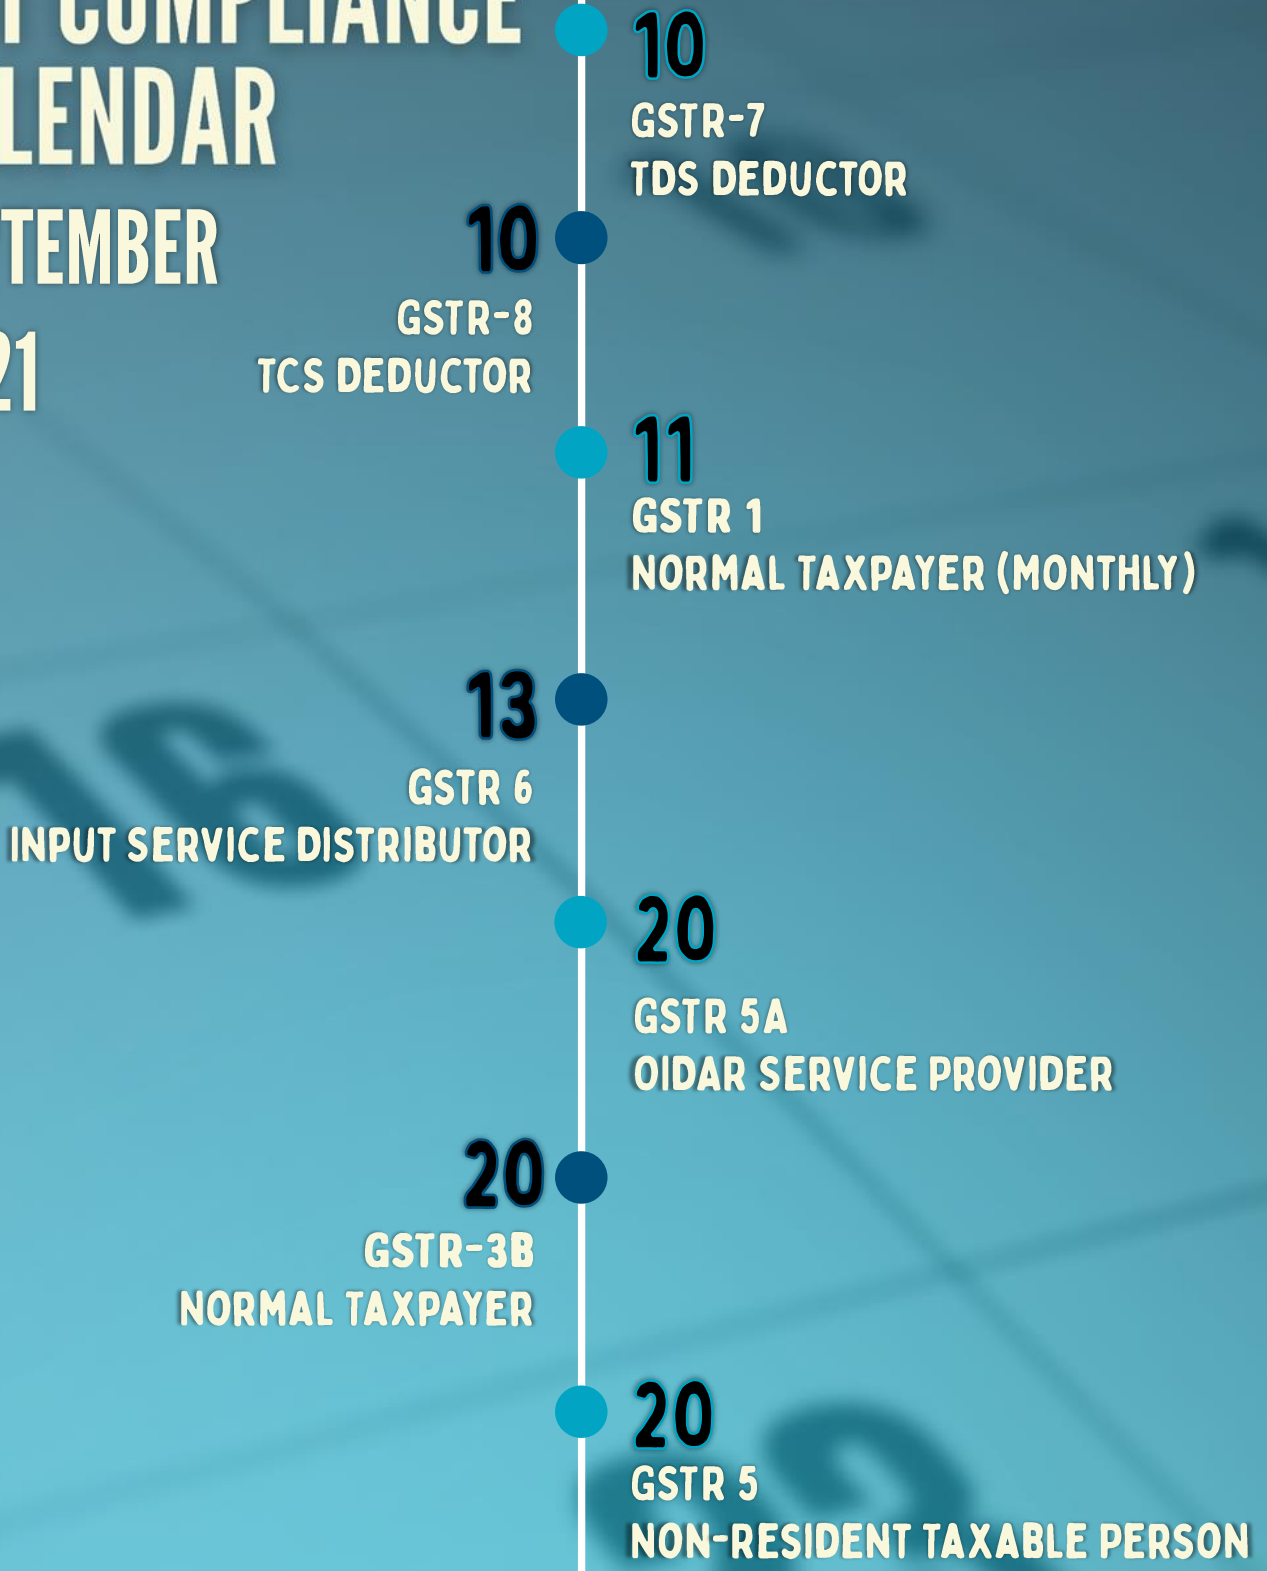 COMPLIANCE
LENDAR
TEMBER
21
10
GSTR-7
TDS DEDUCTOR
10
GSTR-8
TCS DEDUCTOR
11
GSTR 1
NORMAL TAXPAYER (MONTHLY)
13
GSTR 6
INPUT SERVICE DISTRIBUTOR
20
GSTR 5A
OIDAR SERVICE PROVIDER
20
GSTR-3B
NORMAL TAXPAYER
20
GSTR 5
NON-RESIDENT TAXABLE PERSON
16